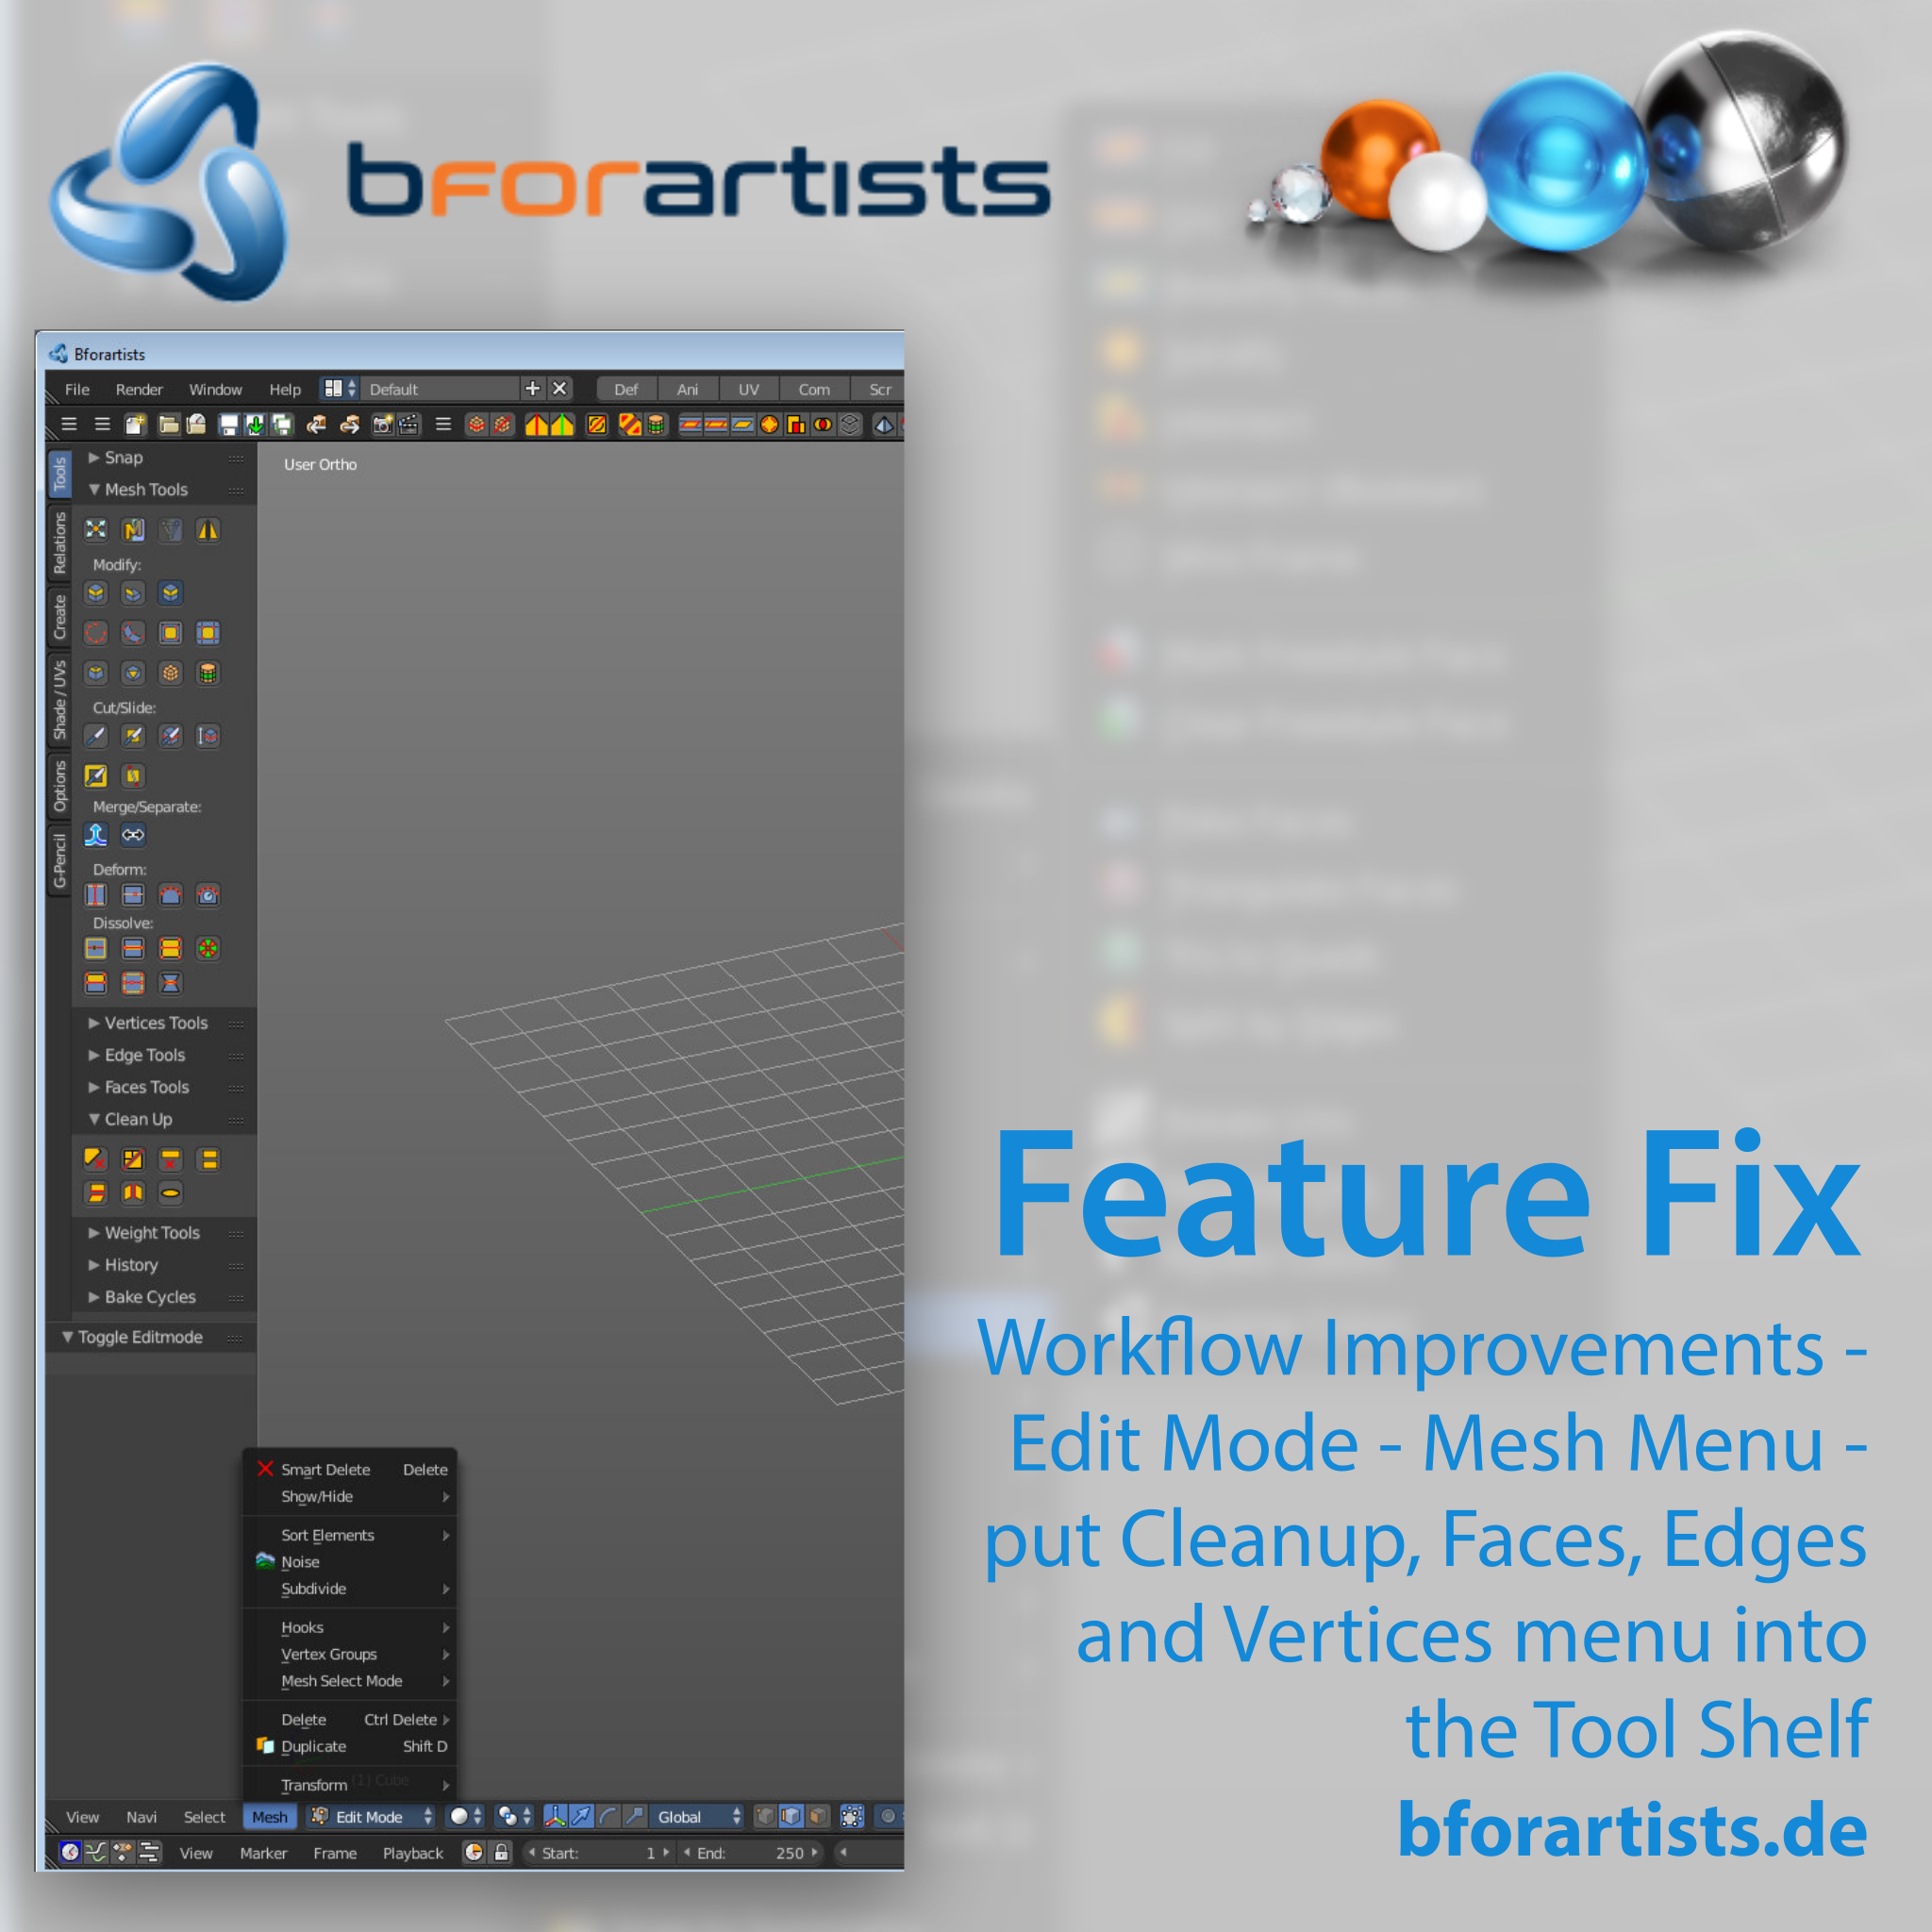 bforartists
Bforartists
File Render Window Help Default Def Ani UV Com Scr
Tools
Relations
Create
Shade / UVs
Options
G-Pencil
Snap
Mesh Tools
Modify:
Cut/Slide:
Merge/Separate:
Deform:
Dissolve:
Vertices Tools
Edge Tools
Faces Tools
Clean Up
Weight Tools
History
Bake Cycles
Toggle Editmode
User Ortho
Smart Delete Delete
Show/Hide
Sort Elements
Noise
Subdivide
Hooks
Vertex Groups
Mesh Select Mode
Delete Ctrl Delete
Duplicate Shift D
Transform
(1) Cube
View Navi Select Mesh Edit Mode Global
View Marker Frame Playback Start: 1 End: 250
Feature Fix
Workflow Improvements -
Edit Mode - Mesh Menu -
put Cleanup, Faces, Edges
and Vertices menu into
the Tool Shelf
bforartists.de